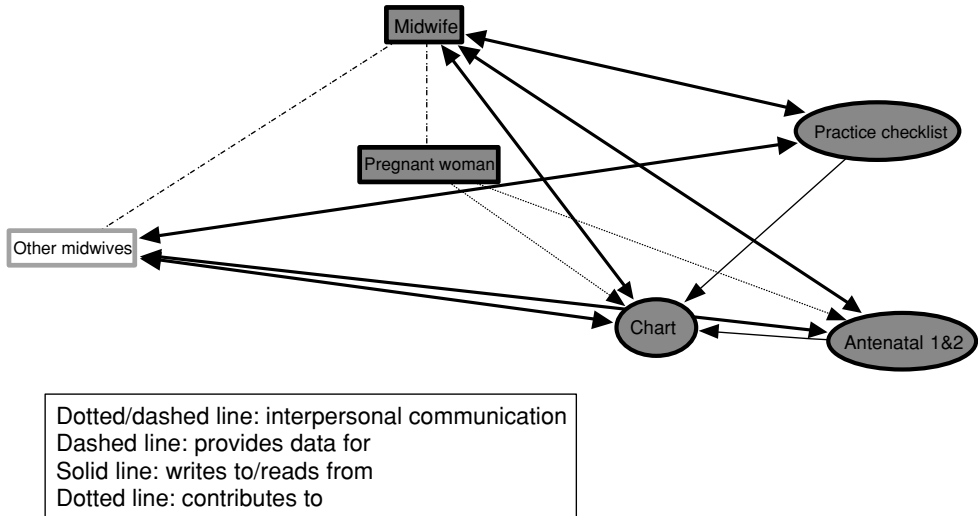 Midwife
Practice checklist
Pregnant woman
Other midwives
Chart
Antenatal 1&2
Dotted/dashed line: interpersonal communication
Dashed line: provides data for
Solid line: writes to/reads from
Dotted line: contributes to